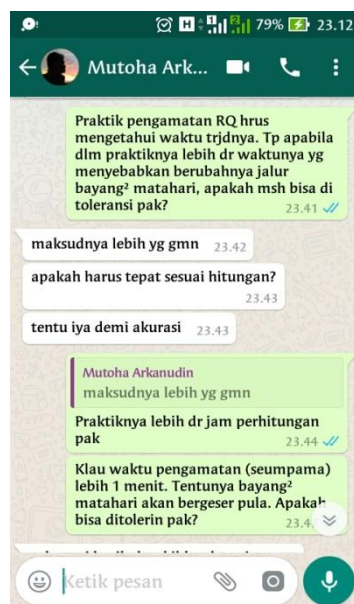 H 79% 23.12
Mutoha Ark...
Praktik pengamatan RQ hrus
mengetahui waktu trjdnya. Tp apabila
dlm praktiknya lebih dr waktunya yg
menyebabkan berubahnya jalur
bayang² matahari, apakah msh bisa di
toleransi pak?
23.41
maksudnya lebih yg gmn 23.42
apakah harus tepat sesuai hitungan?
23.43
tentu iya demi akurasi 23.43
Mutoha Arkanudin
maksudnya lebih yg gmn
Praktiknya lebih dr jam perhitungan
pak
23.44
Klau waktu pengamatan (seumpama)
lebih 1 menit. Tentunya bayang²
matahari akan bergeser pula. Apakah
bisa ditolerin pak?
Ketik pesan